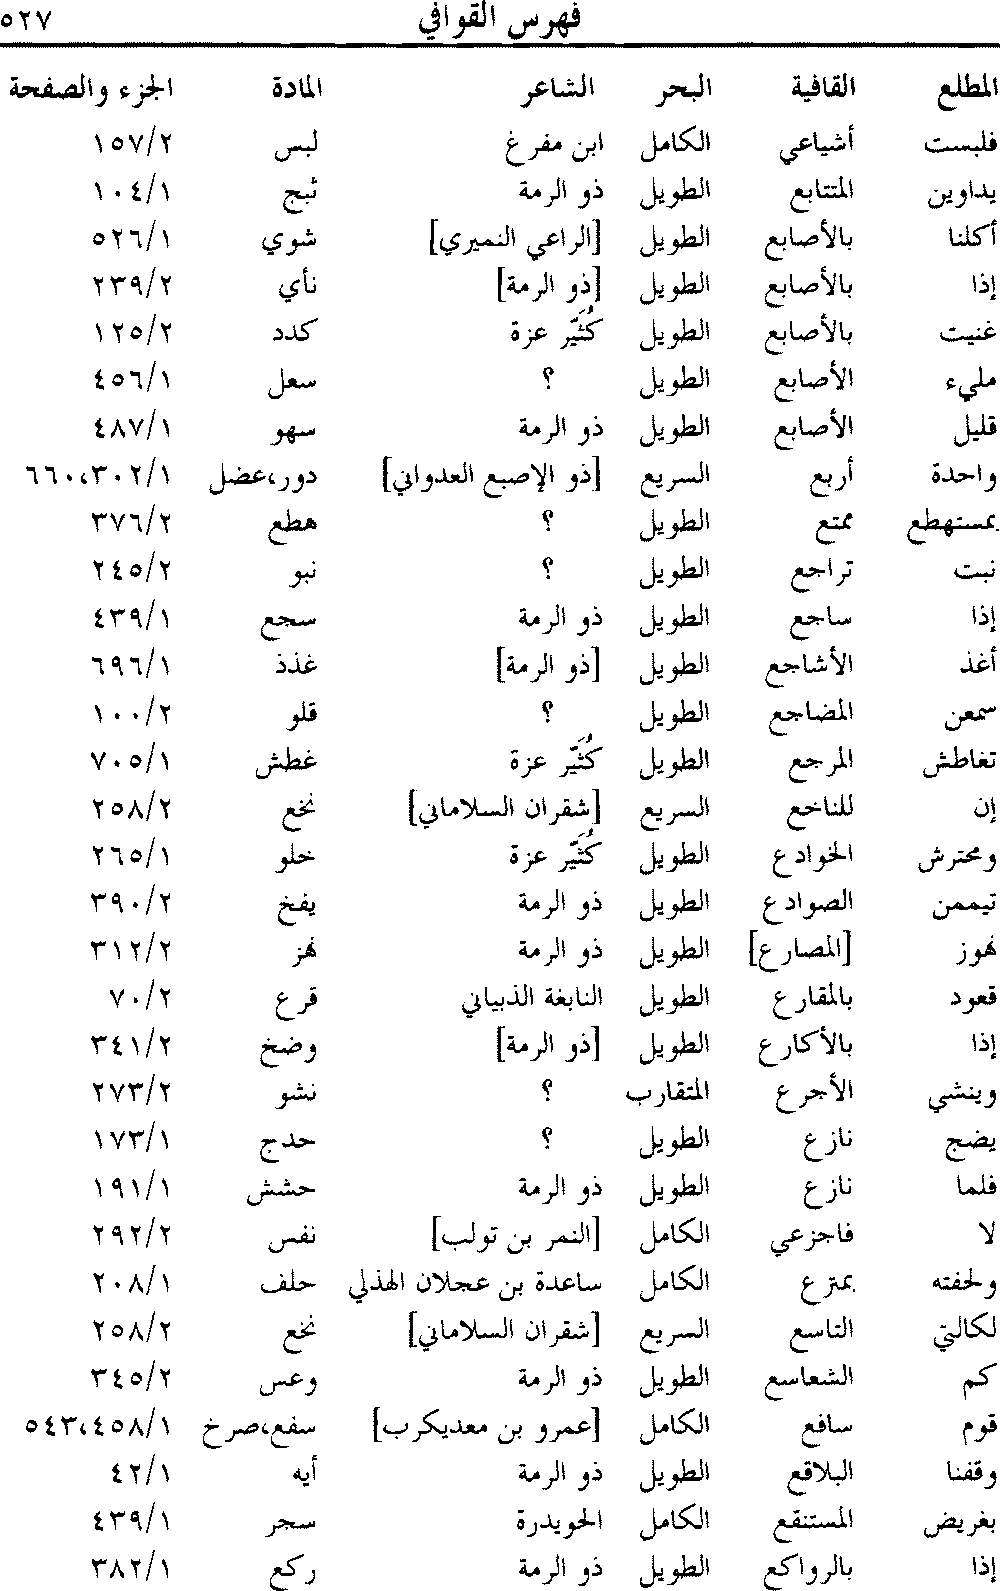 فهرس القوافي ٥٢٧
المطلع القافية البحر الشاعر المادة الجزء والصفحة
فلبست أشياعي الكامل ابن مفرغ لبس ١٥٧/٢
يداوين المتتابع الطويل ذو الرمة ثبج ١٠٤/١
أكلنا بالأصابع الطويل [الراعي النميري] شوي ٥٢٦/١
إذا بالأصابع الطويل [ذو الرمة] نأي ٢٣٩/٢
غنيت بالأصابع الطويل كُثَيّر عزة كدد ١٢٥/٢
مليء الأصابع الطويل ؟ سعل ٤٥٦/١
قليل الأصابع الطويل ذو الرمة سهو ٤٨٧/١
واحدة أربع السريع [ذو الإصبع العدواني] دور،عضل ٦٦٠،٣٠٢/١
بمستهطع ممتع الطويل ؟ هطع ٣٧٦/٢
نبت تراجع الطويل ؟ نبو ٢٤٥/٢
إذا ساجع الطويل ذو الرمة سجع ٤٣٩/١
أغذ الأشاجع الطويل [ذو الرمة] غذذ ٦٩٦/١
سمعن المضاجع الطويل ؟ قلو ١٠٠/٢
تغاطش المرجع الطويل كُثَيّر عزة غطش ٧٠٥/١
إن للناخع السريع [شقران السلاماني] نخع ٢٥٨/٢
ومحترش الخوادع الطويل كُثَيّر عزة خلو ٢٦٥/١
تيممن الصوادع الطويل ذو الرمة يفخ ٣٩٠/٢
نهوز [المصارع] الطويل ذو الرمة نهز ٣١٢/٢
قعود بالمقارع الطويل النابغة الذبياني قرع ٧٠/٢
إذا بالأكارع الطويل [ذو الرمة] وضخ ٣٤١/٢
وينشي الأجرع المتقارب ؟ نشو ٢٧٣/٢
يضج نازع الطويل ؟ حدج ١٧٣/١
فلما نازع الطويل ذو الرمة حشش ١٩١/١
لا فاجزعي الكامل [النمر بن تولب] نفس ٢٩٢/٢
ولحفته بمترع الكامل ساعدة بن عجلان الهذلي حلف ٢٠٨/١
لكالتي التاسع السريع [شقران السلاماني] نخع ٢٥٨/٢
كم الشعاسع الطويل ذو الرمة وعس ٣٤٥/٢
قوم سافع الكامل [عمرو بن معديكرب] سفع،صرخ ٥٤٣،٤٥٨/١
وقفنا البلاقع الطويل ذو الرمة أيه ٤٢/١
بغريض المستنقع الكامل الحويدرة سجر ٤٣٩/١
إذا بالرواكع الطويل ذو الرمة ركع ٣٨٢/١